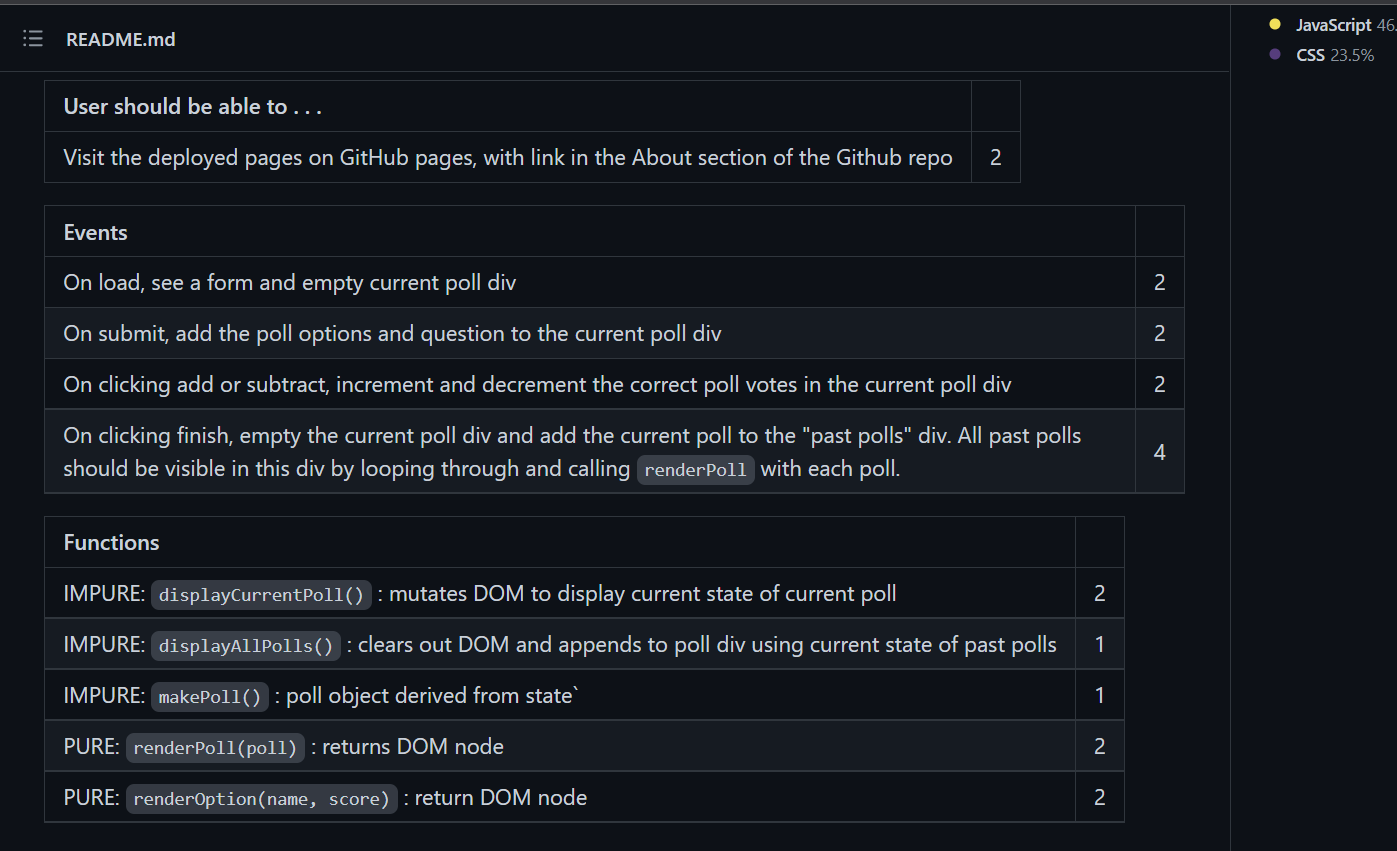 README.md
JavaScript 46.
CSS 23.5%
User should be able to . . .
Visit the deployed pages on GitHub pages, with link in the About section of the Github repo 2
Events
On load, see a form and empty current poll div 2
On submit, add the poll options and question to the current poll div 2
On clicking add or subtract, increment and decrement the correct poll votes in the current poll div 2
On clicking finish, empty the current poll div and add the current poll to the "past polls" div. All past polls
should be visible in this div by looping through and calling renderPoll with each poll. 4
Functions
IMPURE: displayCurrentPoll() : mutates DOM to display current state of current poll 2
IMPURE: displayAllPolls() : clears out DOM and appends to poll div using current state of past polls 1
IMPURE: makePoll() : poll object derived from state` 1
PURE: renderPoll(poll) : returns DOM node 2
PURE: renderOption(name, score) : return DOM node 2